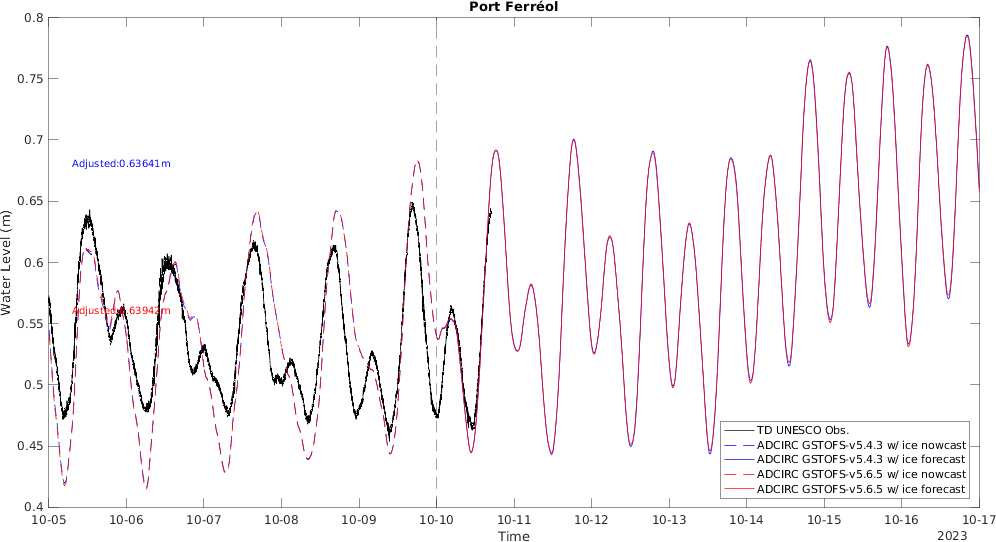 Port Ferréol
0.8
0.75
0.7
0.65
0.6
0.55
0.5
0.45
0.4
Water Level (m)
Adjusted:0.63641m
Adjusted:0.63942m
TD UNESCO Obs.
ADCIRC GSTOFS-v5.4.3 w/ ice nowcast
ADCIRC GSTOFS-v5.4.3 w/ ice forecast
ADCIRC GSTOFS-v5.6.5 w/ ice nowcast
ADCIRC GSTOFS-v5.6.5 w/ ice forecast
10-05 10-06 10-07 10-08 10-09 10-10 10-11 10-12 10-13 10-14 10-15 10-16 10-17
Time
2023